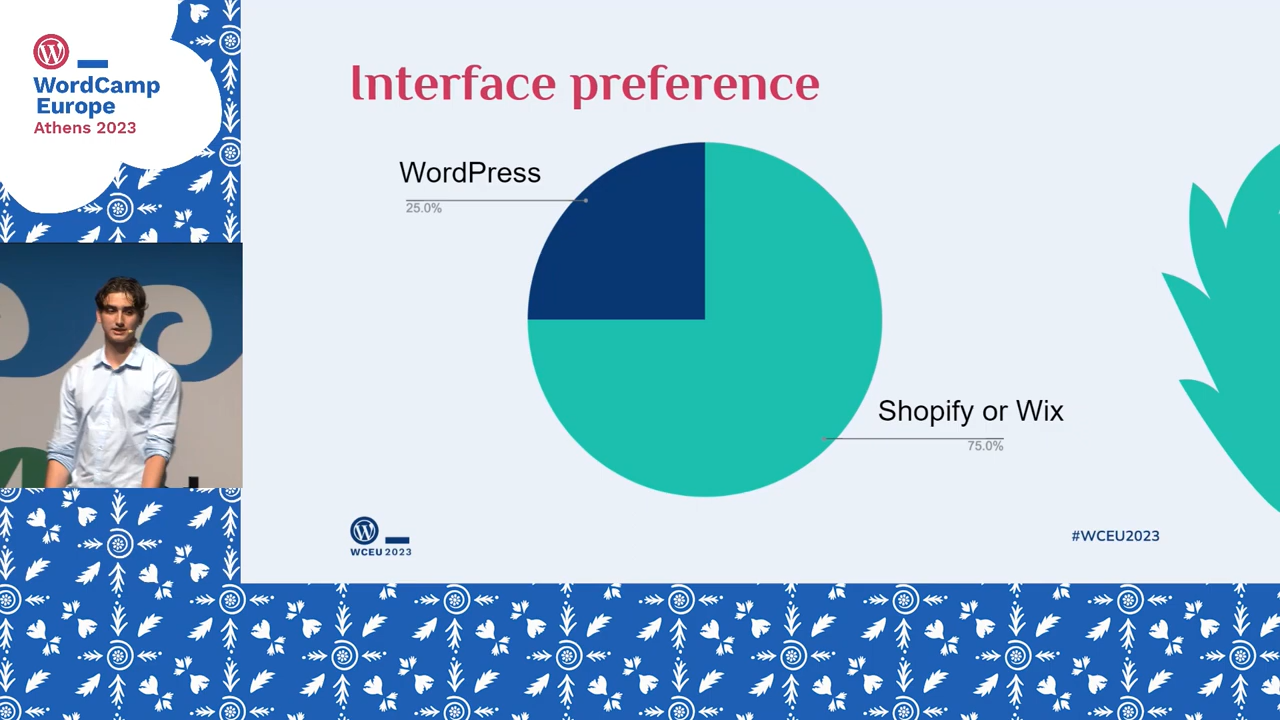 WordCamp
Europe
Athens 2023
Interface preference
WordPress
25.0%
Shopify or Wix
75.0%
WCEU 2023
#WCEU2023